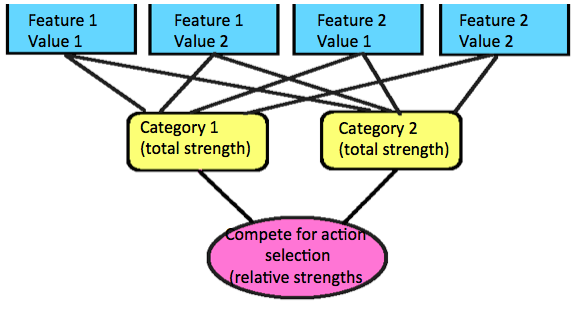 Feature 1
Value 1
Feature 1
Value 2
Feature 2
Value 1
Feature 2
Value 2
Category 1
(total strength)
Category 2
(total strength)
Compete for action
selection
(relative strengths